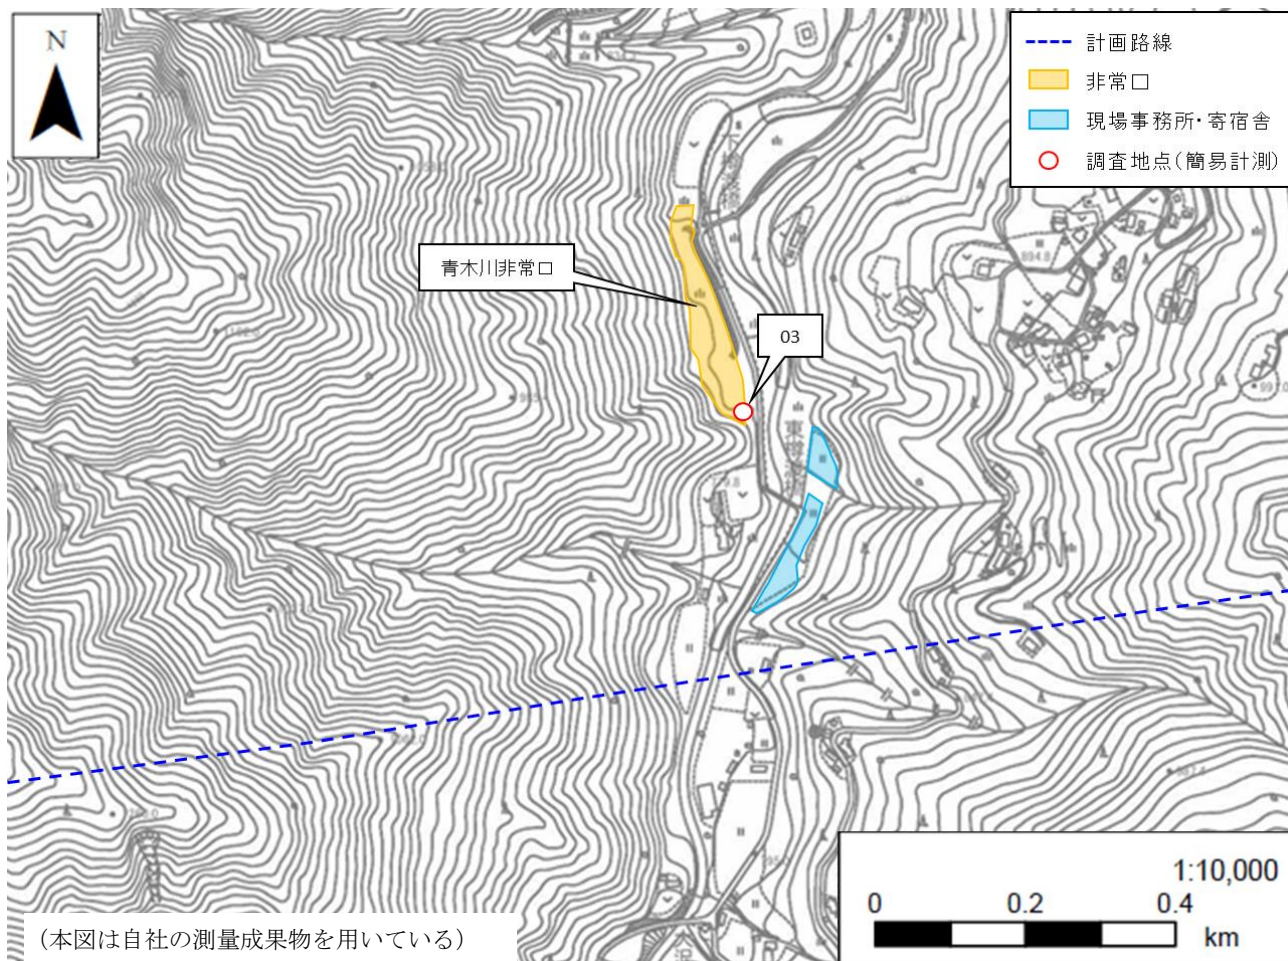 N
計画路線
非常口
現場事務所・寄宿舎
調査地点(簡易計測)
青木川非常口
894.8
03
1:10,000
0 0.2 0.4
km
(本図は自社の測量成果物を用いている)